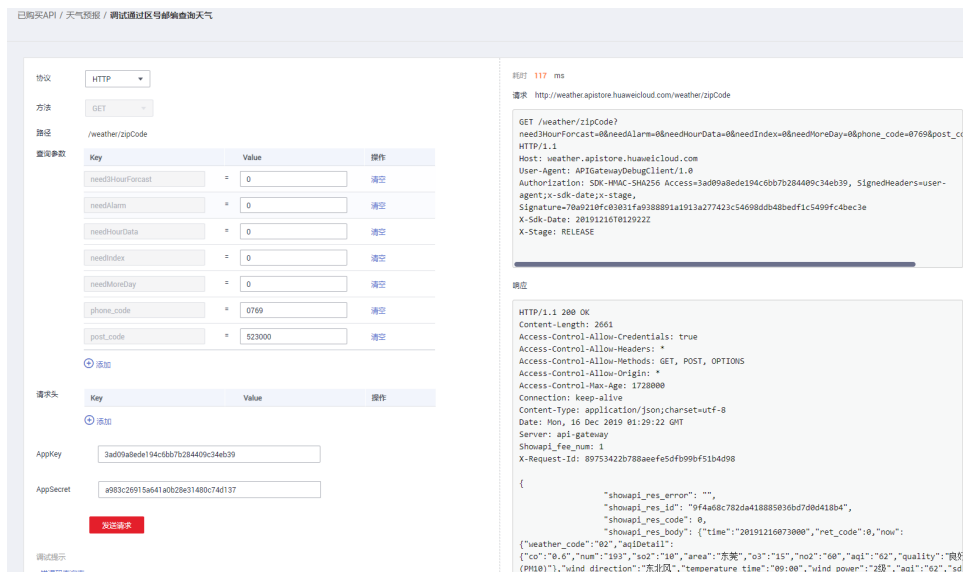 已购买API / 天气预报 / 调试通过区号邮编查询天气
协议 HTTP
方法 GET
路径 /weather/zipCode
查询参数 Key Value 操作
need3HourForcast = 0 清空
needAlarm = 0 清空
needHourData = 0 清空
needIndex = 0 清空
needMoreDay = 0 清空
phone_code = 0769 清空
post_code = 523000 清空
添加
请求头 Key Value 操作
添加
AppKey 3ad09a8ede194c6bb7b284409c34eb39
AppSecret a983c26915a641a0b28e31480c74d137
发送请求
调试提示
耗时 117 ms
请求 http://weather.apistore.huaweicloud.com/weather/zipCode
GET /weather/zipCode?
need3HourForcast=0&needAlarm=0&needHourData=0&needIndex=0&needMoreDay=0&phone_code=0769&post_co
HTTP/1.1
Host: weather.apistore.huaweicloud.com
User-Agent: APIGatewayDebugClient/1.0
Authorization: SDK-HMAC-SHA256 Access=3ad09a8ede194c6bb7b284409c34eb39, SignedHeaders=user-
agent;x-sdk-date;x-stage,
Signature=70a9210fc03031fa9388891a1913a277423c54698ddb48bedf1c5499fc4bec3e
X-Sdk-Date: 20191216T012922Z
X-Stage: RELEASE
响应
HTTP/1.1 200 OK
Content-Length: 2661
Access-Control-Allow-Credentials: true
Access-Control-Allow-Headers: *
Access-Control-Allow-Methods: GET, POST, OPTIONS
Access-Control-Allow-Origin: *
Access-Control-Max-Age: 1728000
Connection: keep-alive
Content-Type: application/json;charset=utf-8
Date: Mon, 16 Dec 2019 01:29:22 GMT
Server: api-gateway
Showapi_fee_num: 1
X-Request-Id: 89753422b788aeefe5dfb99bf51b4d98
{
"showapi_res_error": "",
"showapi_res_id": "9f4a68c782da418885036bd7d0d418b4",
"showapi_res_code": 0,
"showapi_res_body": {"time":"20191216073000","ret_code":0,"now":
{"weather_code":"02","aqiDetail":
{"co":"0.6","num":"193","so2":"10","area":"东莞","o3":"15","no2":"60","aqi":"62","quality":"良好
(PM10)"},"wind_direction":"东北风","temperature_time":"09:00","wind_power":"2级","aqi":"62","sd